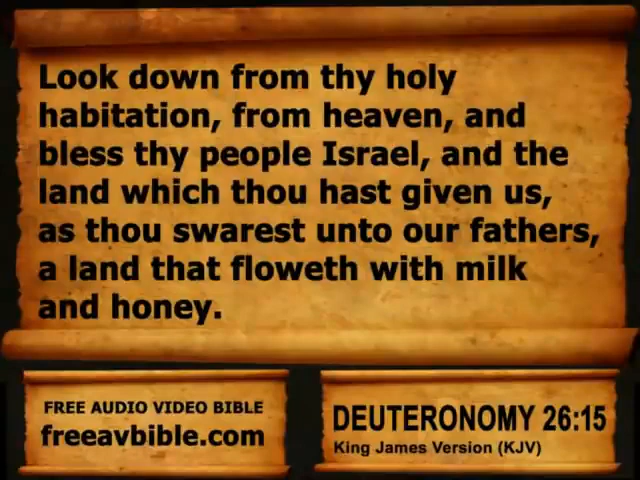 Look down from thy holy
habitation, from heaven, and
bless thy people Israel, and the
land which thou hast given us,
as thou swarest unto our fathers,
a land that floweth with milk
and honey.
FREE AUDIO VIDEO BIBLE
freeavbible.com
DEUTERONOMY 26:15
King James Version (KJV)